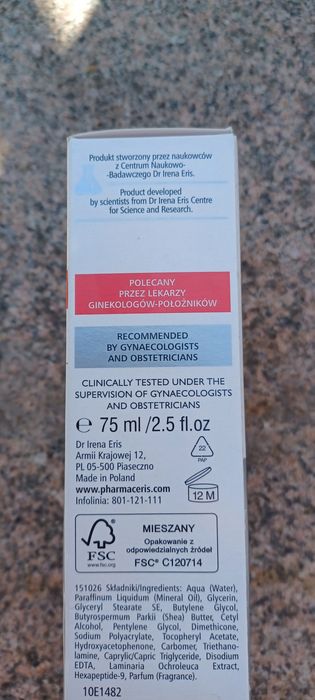 Produkt stworzony przez naukowców
z Centrum Naukowo-
-Badawczego Dr Irena Eris.
Product developed
by scientists from Dr Irena Eris Centre
for Science and Research.
POLECANY
PRZEZ LEKARZY
GINEKOLOGÓW-POŁOŻNIKÓW
RECOMMENDED
BY GYNAECOLOGISTS
AND OBSTETRICIANS
CLINICALLY TESTED UNDER THE
SUPERVISION OF GYNAECOLOGISTS
AND OBSTETRICIANS
℮ 75 ml /2.5 fl.oz
Dr Irena Eris
Armii Krajowej 12,
PL 05-500 Piaseczno
Made in Poland
www.pharmaceris.com
Infolinia: 801-121-111
22
PAP
12 M
FSC
www.fsc.org
MIESZANY
Opakowanie z
odpowiedzialnych źródeł
FSC® C120714
151026 Składniki/Ingredients: Aqua (Water),
Paraffinum Liquidum (Mineral Oil), Glycerin,
Glyceryl Stearate SE, Butylene Glycol,
Butyrospermum Parkii (Shea) Butter, Cetyl
Alcohol, Pentylene Glycol, Dimethicone,
Sodium Polyacrylate, Tocopheryl Acetate,
Hydroxyacetophenone, Carbomer, Triethano-
lamine, Caprylic/Capric Triglyceride, Disodium
EDTA, Laminaria Ochroleuca Extract,
Hexapeptide-9, Parfum (Fragrance).
10E1482